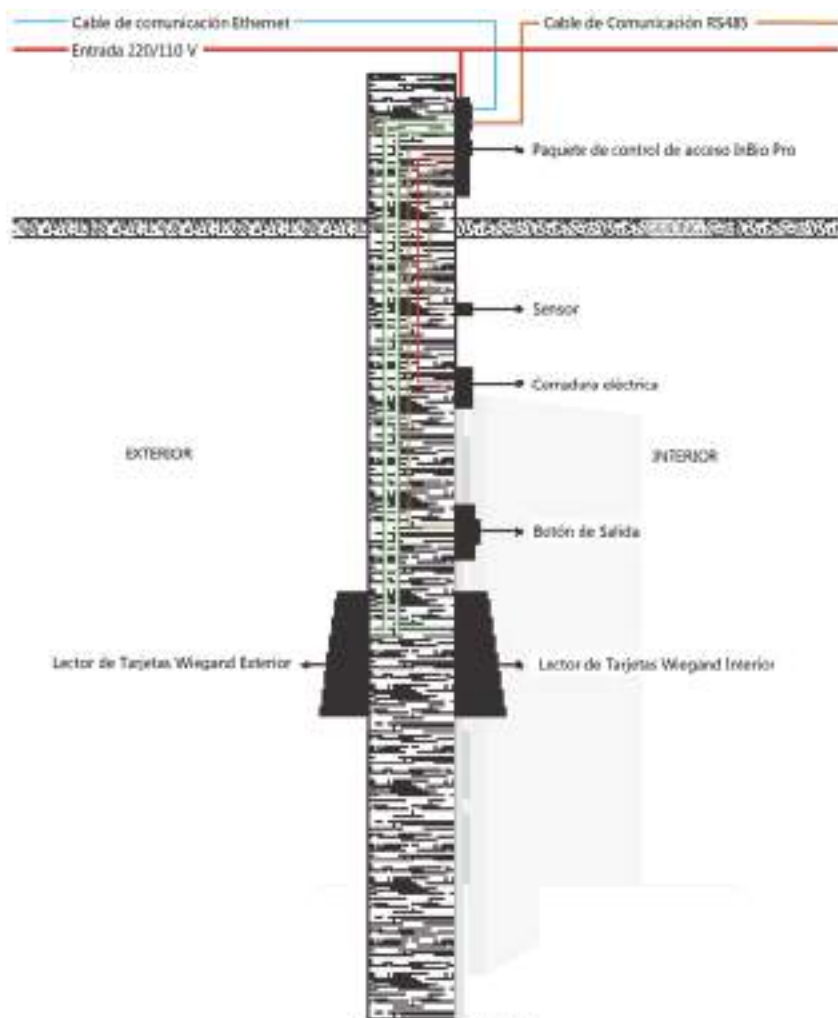 Cable de comunicación Ethernet
Cable de Comunicación RS485
Entrada 220/110 V
Paquete de control de acceso InBio Pro
Sensor
Cerradura eléctrica
EXTERIOR
INTERIOR
Botón de Salida
Lector de Tarjetas Wiegand Exterior
Lector de Tarjetas Wiegand Interior